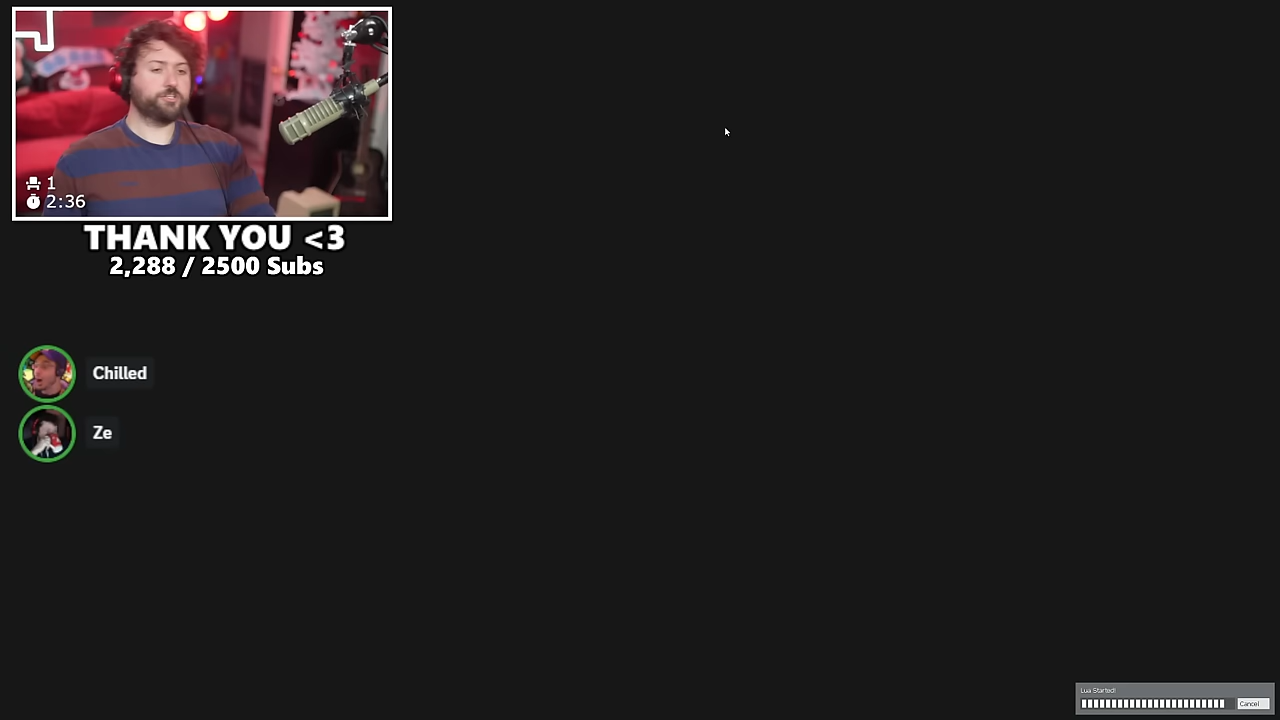 1
2:36
THANK YOU <3
2,288 / 2500 Subs
Chilled
Ze
Lua Started!
Cancel